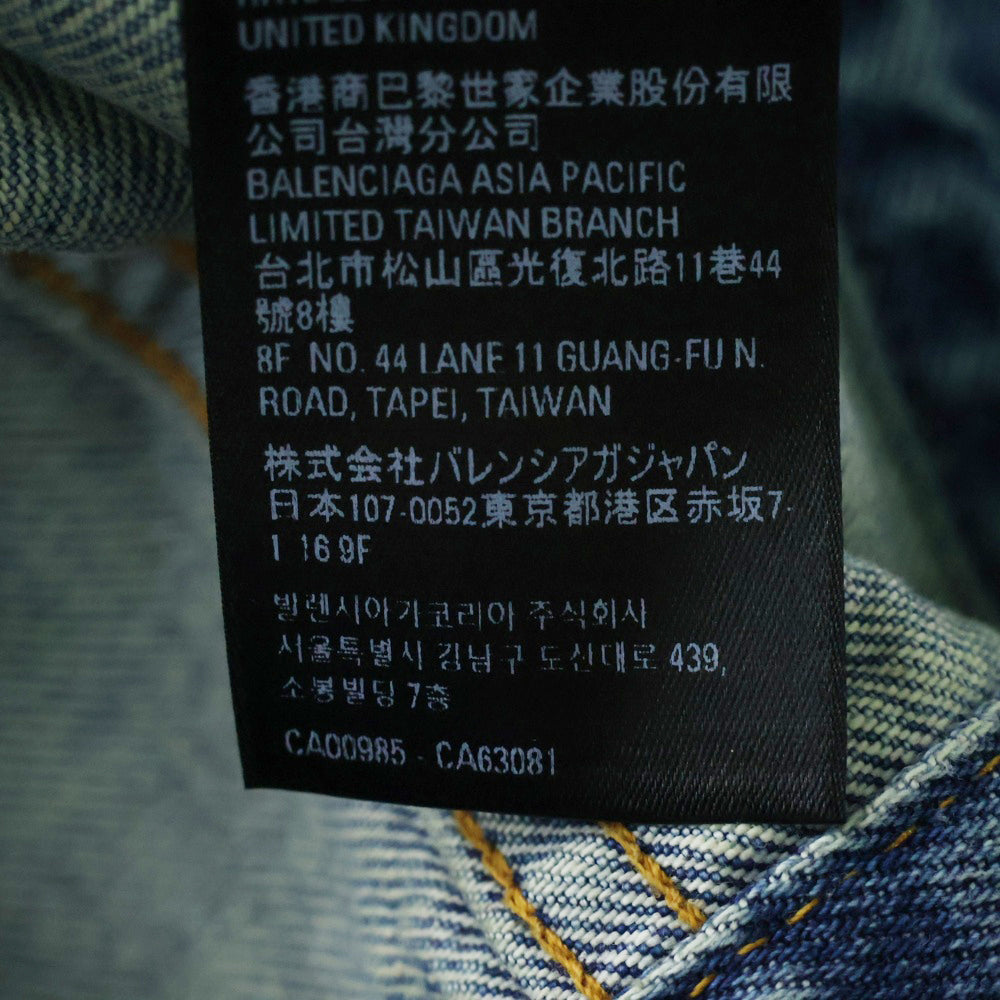 UNITED KINGDOM
香港商巴黎世家企業股份有限
公司台灣分公司
BALENCIAGA ASIA PACIFIC
LIMITED TAIWAN BRANCH
台北市松山區光復北路11巷44
號8樓
8F NO. 44 LANE 11 GUANG-FU N.
ROAD, TAPEI, TAIWAN
株式会社バレンシアガジャパン
日本107-0052東京都港区赤坂7-
1 16 9F
발렌시아가코리아 주식회사
서울특별시 강남구 도산대로 439,
소봉빌딩 7층
CA00985 - CA63081